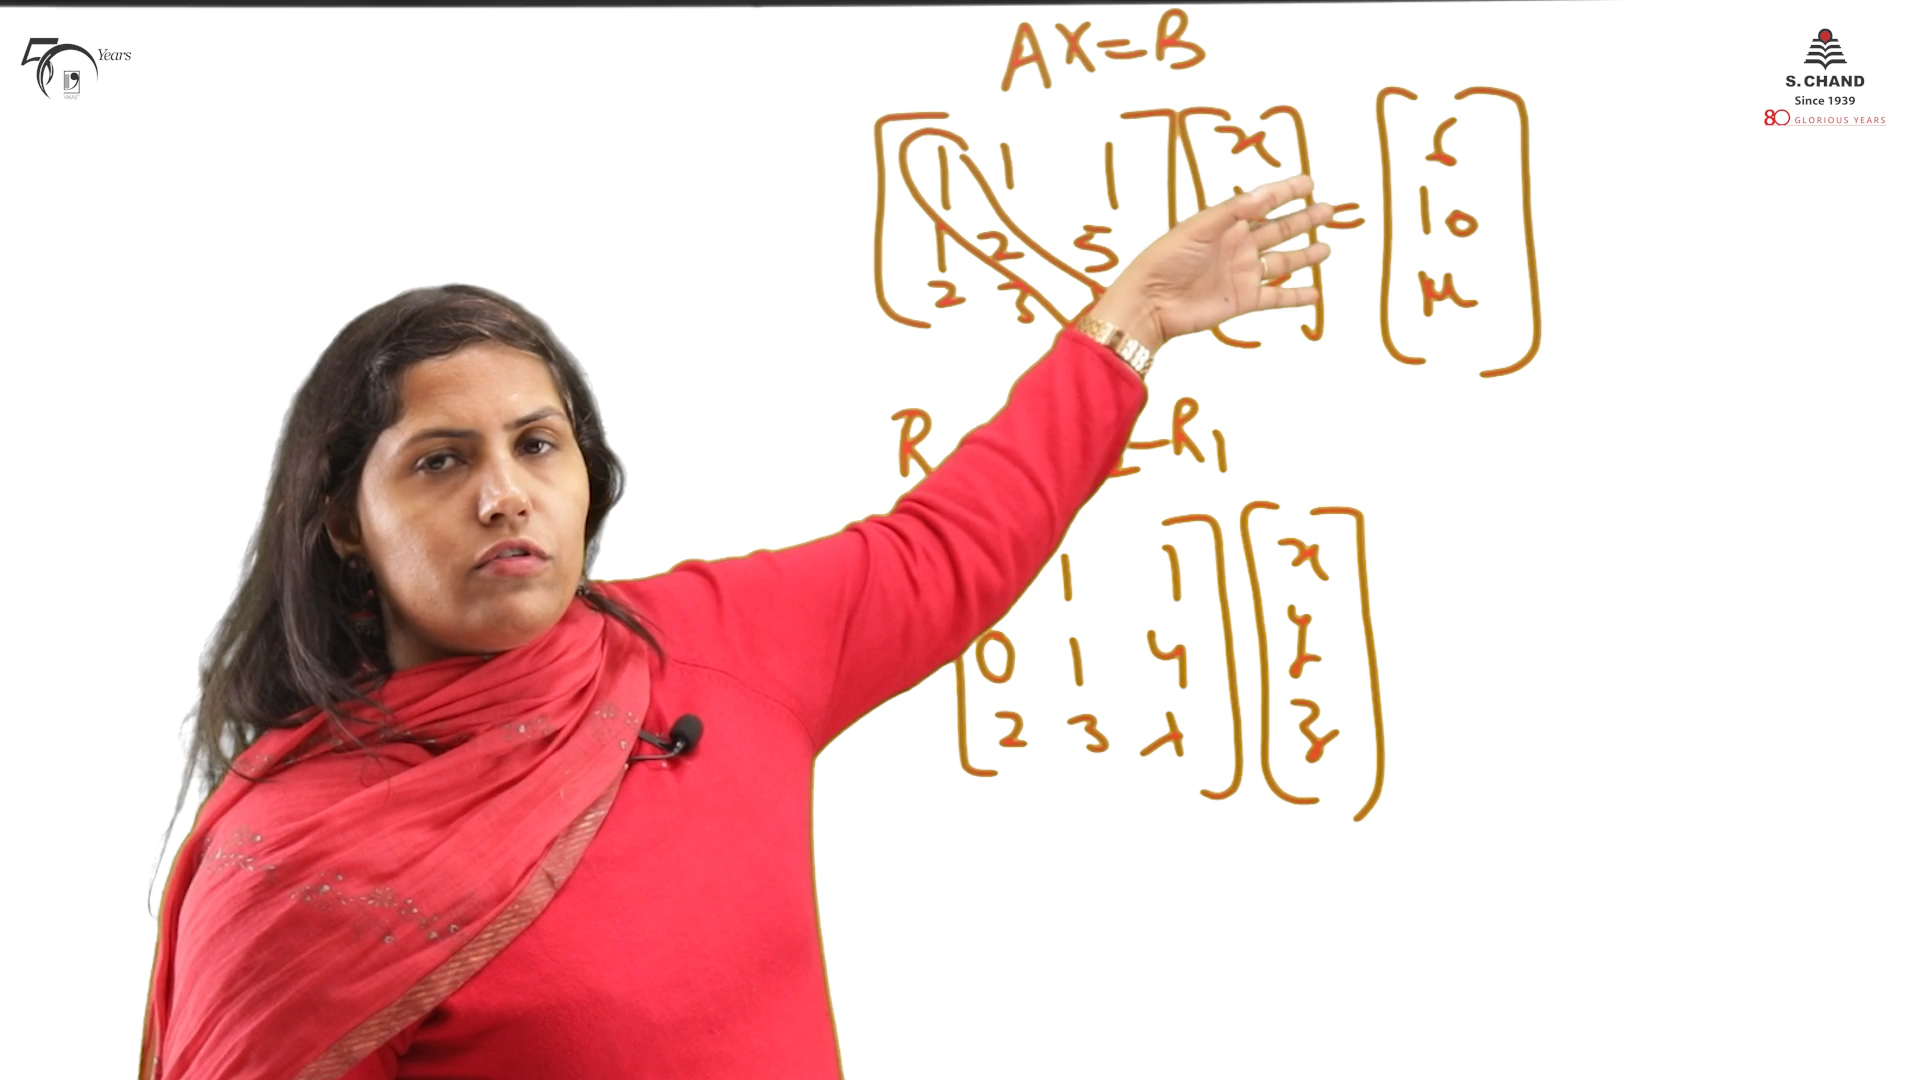 50 Years
VIKAS
S. CHAND
Since 1939
80 GLORIOUS YEARS
AX=B
1 1 1 x 6
1 2 5 = 10
2 3 μ
R -R1
1 1 x
0 1 4 y
2 3 λ z